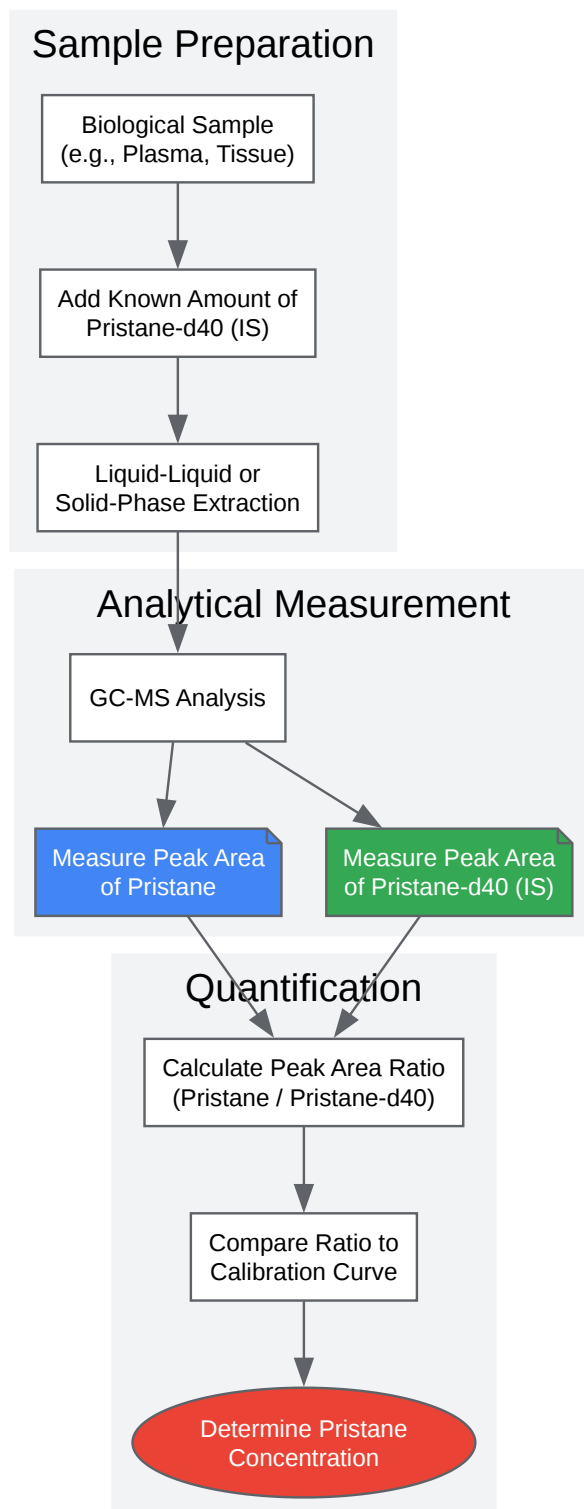 Sample Preparation
Biological Sample
(e.g., Plasma, Tissue)
Add Known Amount of
Pristane-d40 (IS)
Liquid-Liquid or
Solid-Phase Extraction
Analytical Measurement
GC-MS Analysis
Measure Peak Area
of Pristane
Measure Peak Area
of Pristane-d40 (IS)
Quantification
Calculate Peak Area Ratio
(Pristane / Pristane-d40)
Compare Ratio to
Calibration Curve
Determine Pristane
Concentration